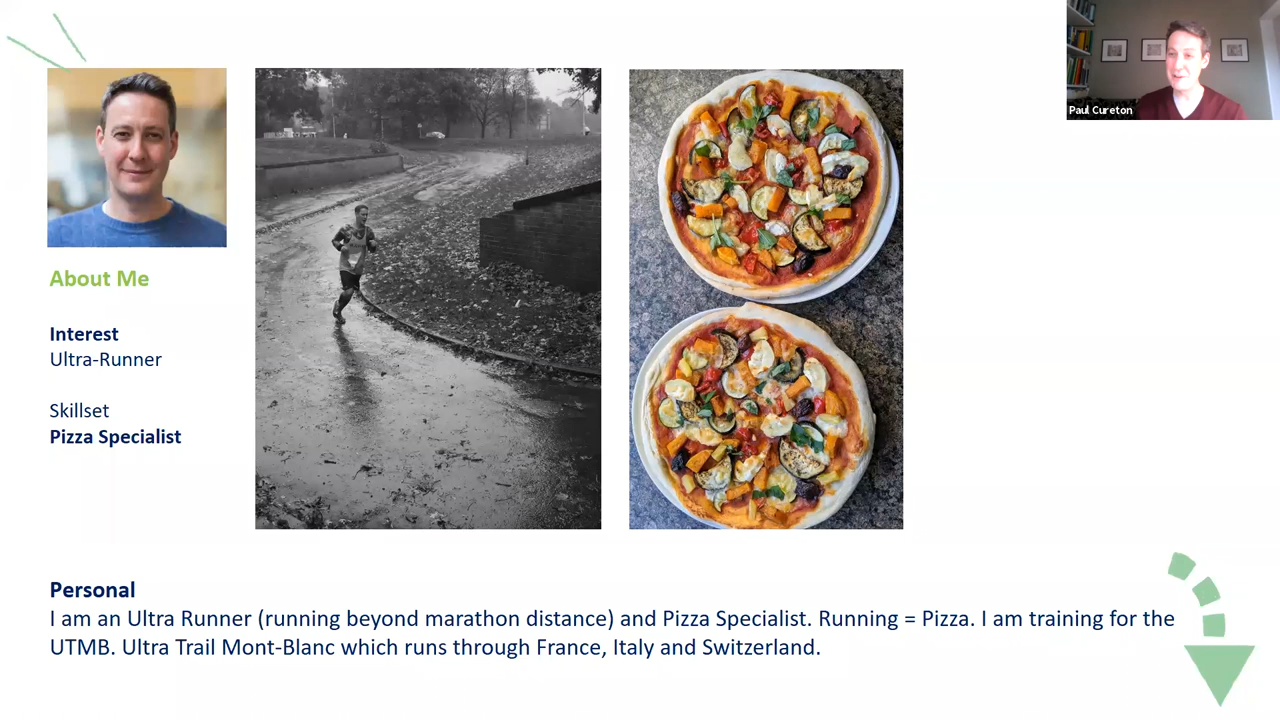 Paul Cureton
About Me
Interest
Ultra-Runner
Skillset
Pizza Specialist
Personal
I am an Ultra Runner (running beyond marathon distance) and Pizza Specialist. Running = Pizza. I am training for the
UTMB. Ultra Trail Mont-Blanc which runs through France, Italy and Switzerland.